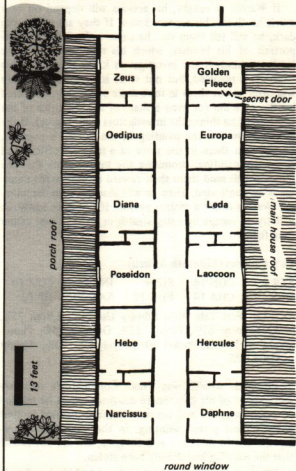 Zeus
Golden
Fleece
secret door
Oedipus
Europa
Diana
Leda
porch roof
main house roof
Poseidon
Laocoon
13 feet
Hebe
Hercules
Narcissus
Daphne
round window